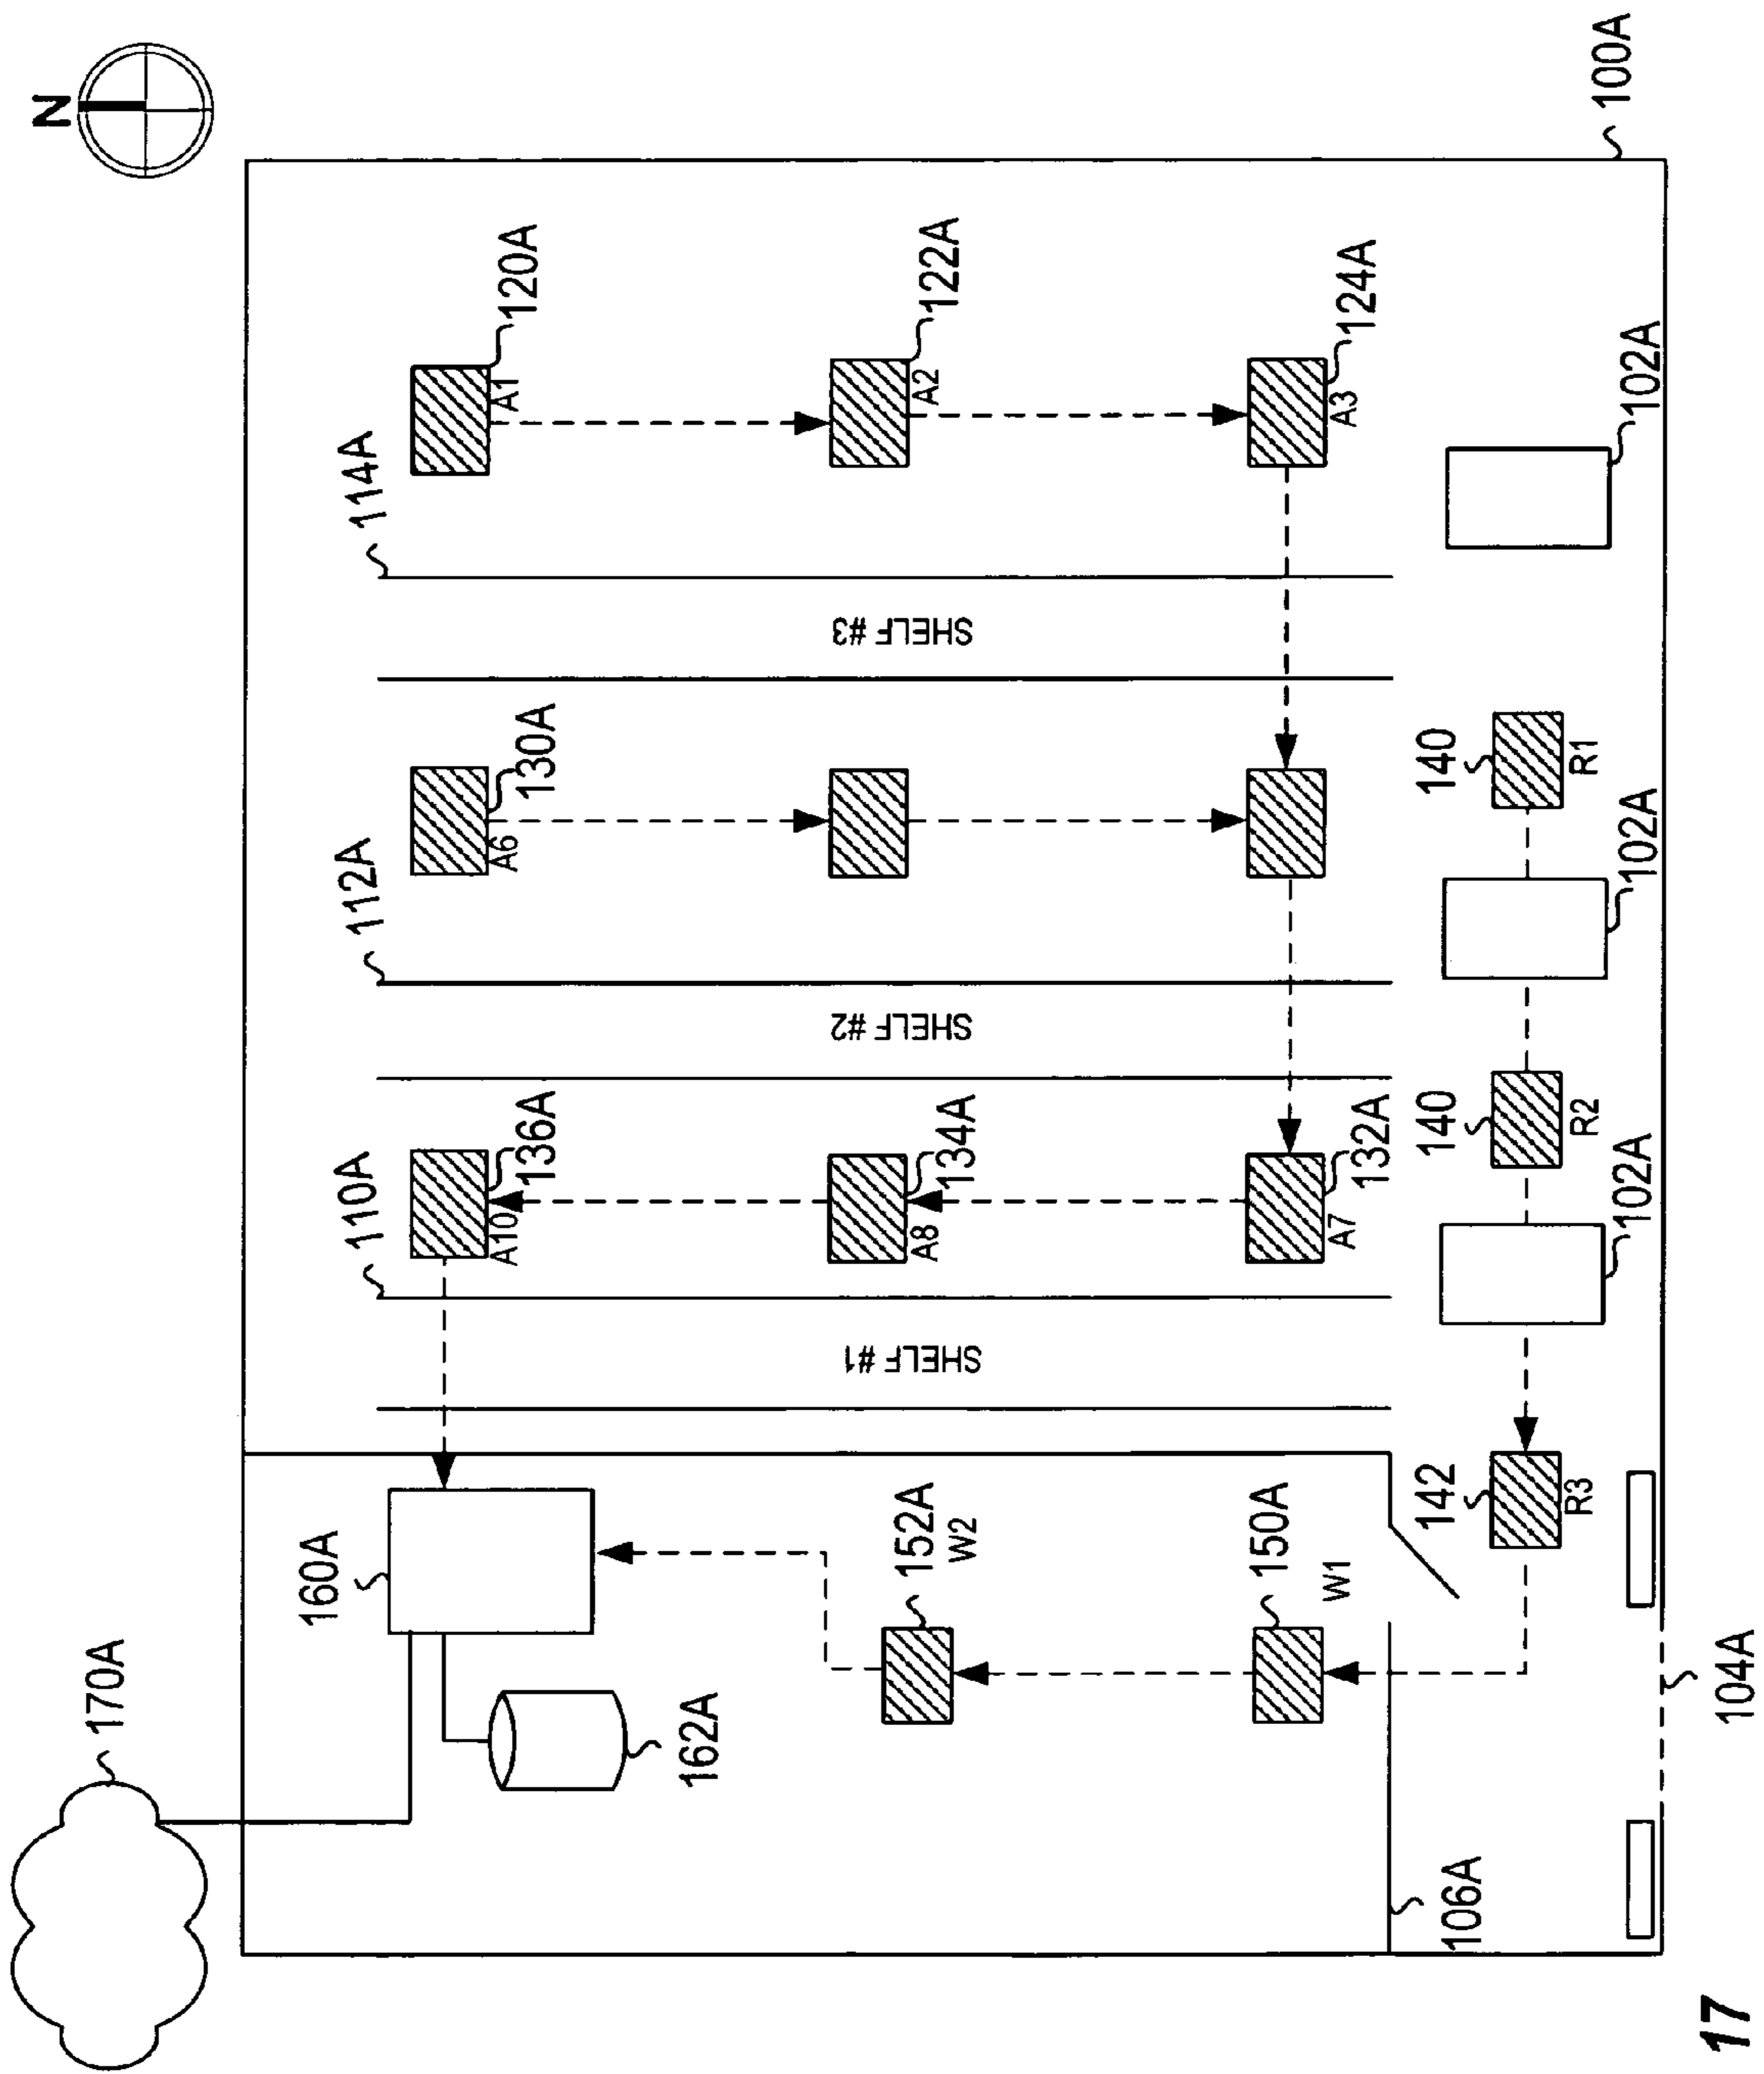 N
170A
100A
114A
120A
A1
122A
A2
124A
A3
102A
SHELF #3
112A
130A
A6
140
R1
102A
SHELF #2
110A
136A
A10
134A
A8
132A
A7
140
R2
102A
SHELF #1
160A
162A
152A
W2
150A
W1
142
R3
106A
104A
17